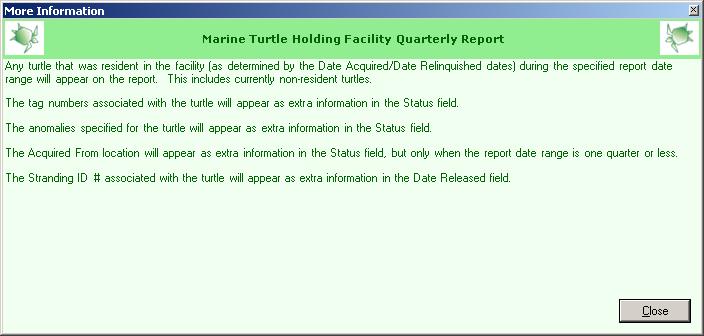 More Information
Marine Turtle Holding Facility Quarterly Report
Any turtle that was resident in the facility (as determined by the Date Acquired/Date Relinquished dates) during the specified report date
range will appear on the report.  This includes currently non-resident turtles.
The tag numbers associated with the turtle will appear as extra information in the Status field.
The anomalies specified for the turtle will appear as extra information in the Status field.
The Acquired From location will appear as extra information in the Status field, but only when the report date range is one quarter or less.
The Stranding ID # associated with the turtle will appear as extra information in the Date Released field.
Close